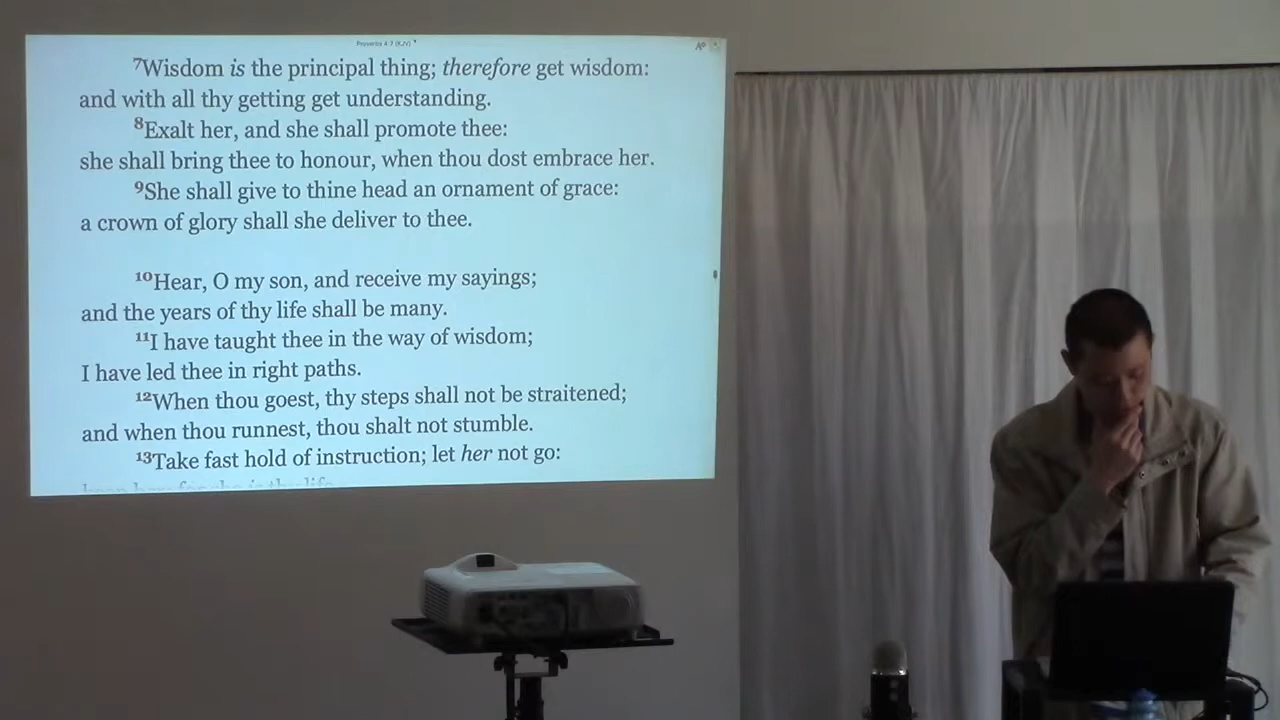 Proverbs 4:7 (KJV)
7Wisdom is the principal thing; therefore get wisdom:
and with all thy getting get understanding.
8Exalt her, and she shall promote thee:
she shall bring thee to honour, when thou dost embrace her.
9She shall give to thine head an ornament of grace:
a crown of glory shall she deliver to thee.
10Hear, O my son, and receive my sayings;
and the years of thy life shall be many.
11I have taught thee in the way of wisdom;
I have led thee in right paths.
12When thou goest, thy steps shall not be straitened;
and when thou runnest, thou shalt not stumble.
13Take fast hold of instruction; let her not go: